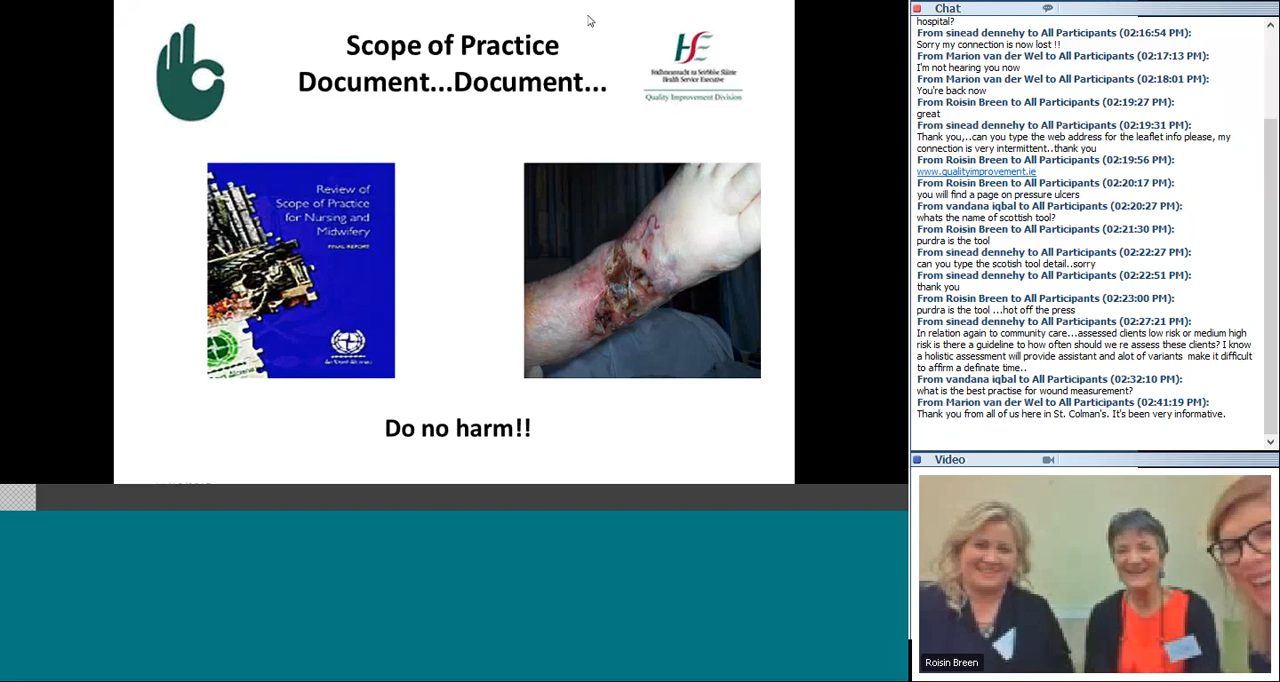 Scope of Practice
Document...Document...
Feidhmeannacht na Seirbhíse Sláinte
Health Service Executive
Quality Improvement Division
Review of
Scope of Practice
for Nursing and
Midwifery
FINAL REPORT
An Bord Altranais
Do no harm!!
Chat
hospital?
From sinead dennehy to All Participants (02:16:54 PM):
Sorry my connection is now lost !!
From Marion van der Wel to All Participants (02:17:13 PM):
I'm not hearing you now
From Marion van der Wel to All Participants (02:18:01 PM):
You're back now
From Roisin Breen to All Participants (02:19:27 PM):
great
From sinead dennehy to All Participants (02:19:31 PM):
Thank you,..can you type the web address for the leaflet info please, my
connection is very intermittent..thank you
From Roisin Breen to All Participants (02:19:56 PM):
www.qualityimprovement.ie
From Roisin Breen to All Participants (02:20:17 PM):
you will find a page on pressure ulcers
From vandana iqbal to All Participants (02:20:27 PM):
whats the name of scottish tool?
From Roisin Breen to All Participants (02:21:30 PM):
purdra is the tool
From sinead dennehy to All Participants (02:22:27 PM):
can you type the scotish tool detail..sorry
From sinead dennehy to All Participants (02:22:51 PM):
thank you
From Roisin Breen to All Participants (02:23:00 PM):
purdra is the tool ...hot off the press
From sinead dennehy to All Participants (02:27:21 PM):
In relation again to community care...assessed clients low risk or medium high
risk is there a guideline to how often should we re assess these clients? I know
a holistic assessment will provide assistant and alot of variants make it difficult
to affirm a definate time..
From vandana iqbal to All Participants (02:32:10 PM):
what is the best practise for wound measurement?
From Marion van der Wel to All Participants (02:41:19 PM):
Thank you from all of us here in St. Colman's. It's been very informative.
Video
Roisin Breen